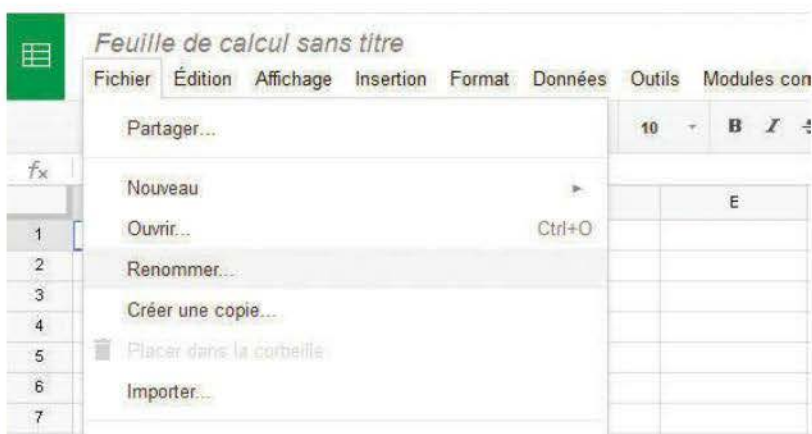 Feuille de calcul sans titre
Fichier Édition Affichage Insertion Format Données Outils Modules com
Partager...
10 B I
fx
Nouveau
E
Ouvrir... Ctrl+O
1
2
Renommer...
3
Créer une copie...
4
5 Placer dans la corbeille
6 Importer...
7